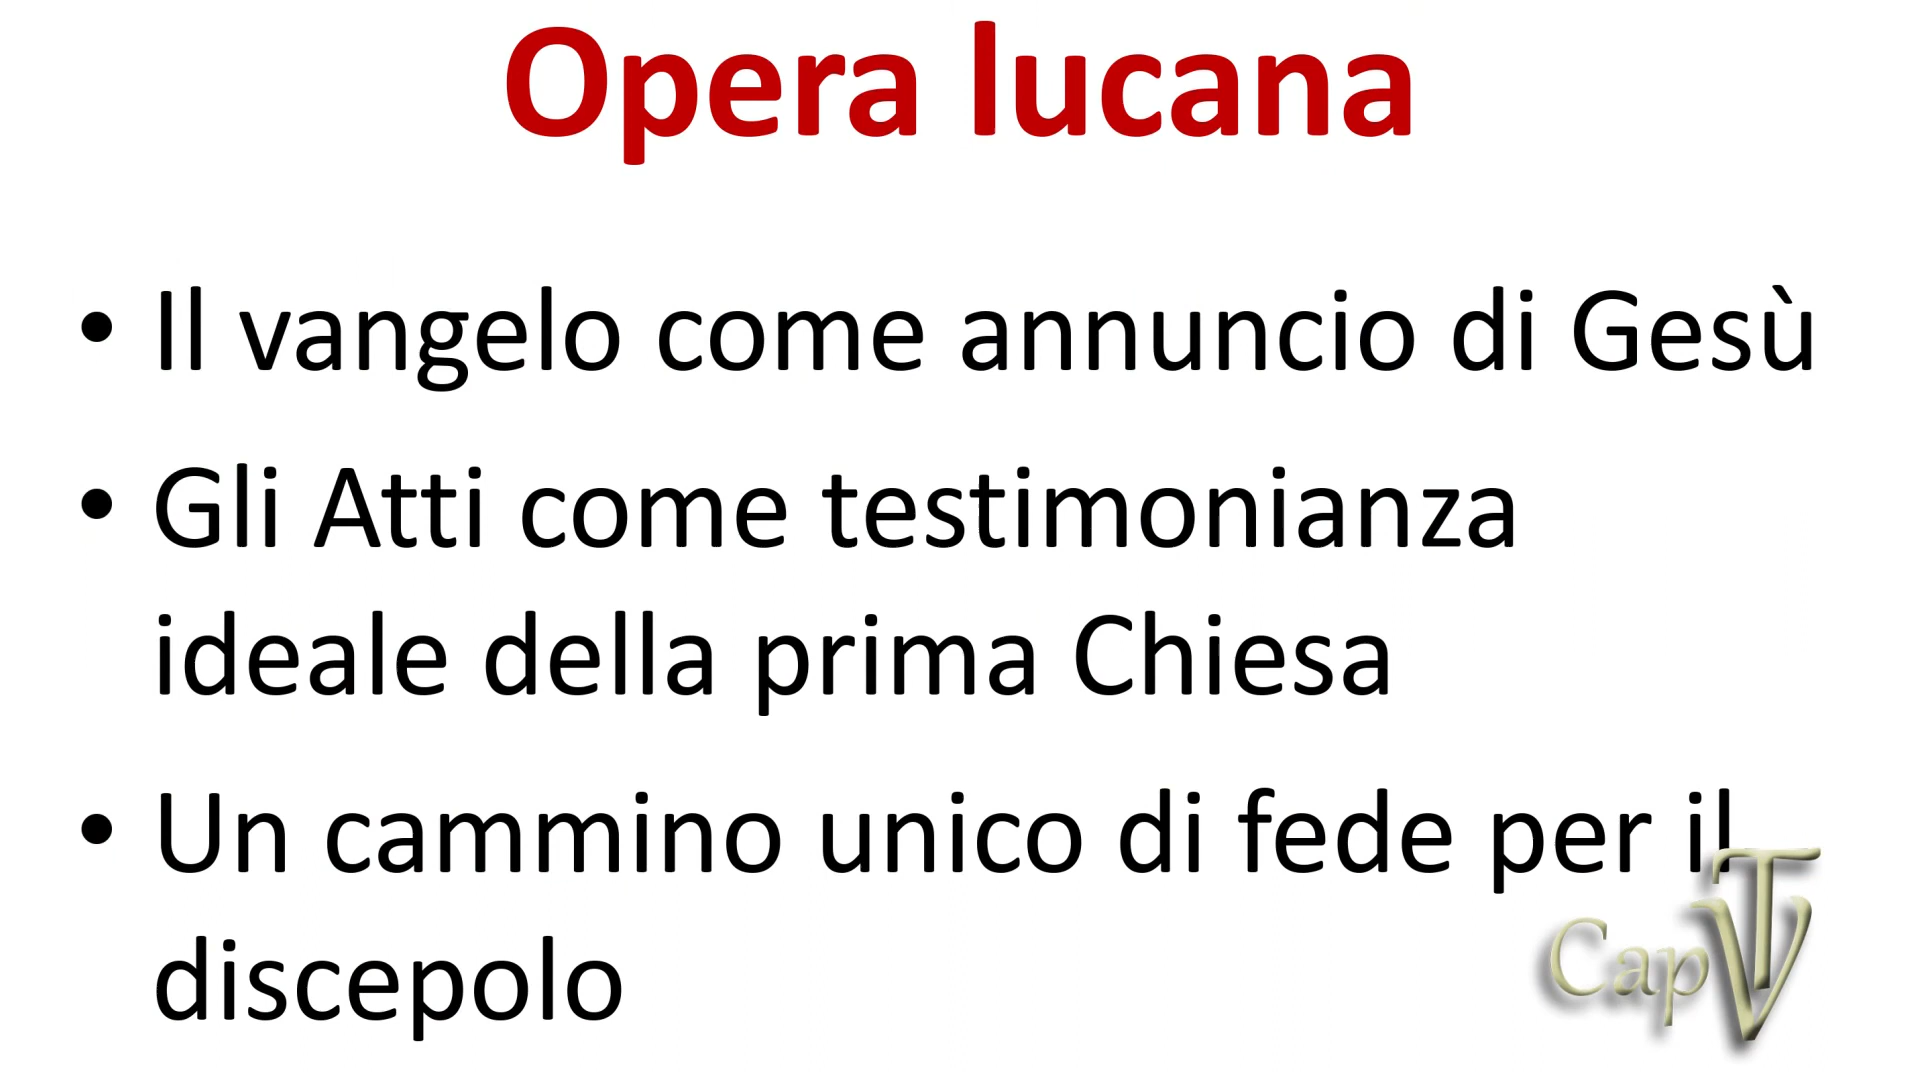 Opera lucana
• Il vangelo come annuncio di Gesù
• Gli Atti come testimonianza
ideale della prima Chiesa
• Un cammino unico di fede per il
discepolo
CapTV